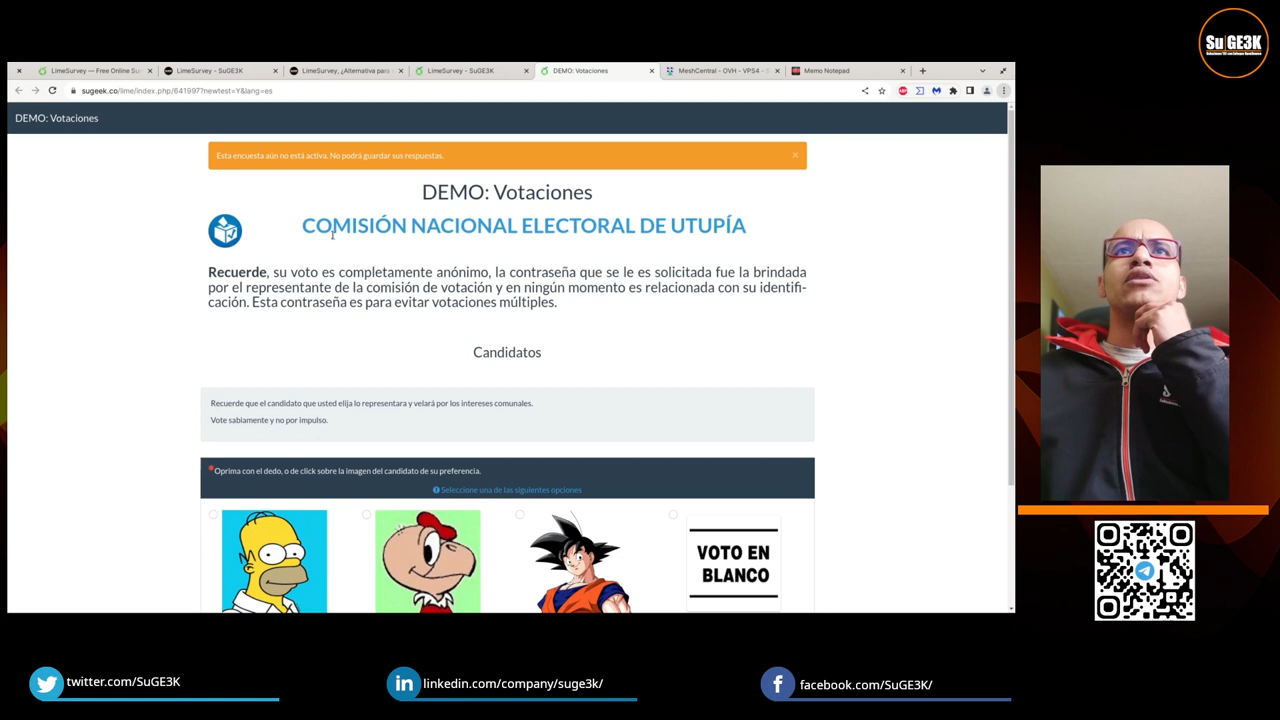 SuGE3K
LimeSurvey — Free Online Su
LimeSurvey - SuGE3K
LimeSurvey, ¿Alternativa para
LimeSurvey - SuGE3K
DEMO: Votaciones
MeshCentral - OVH - VPS4 - S
Memo Notepad
sugeek.co/lime/index.php/641997?newtest=Y&lang=es
DEMO: Votaciones
Esta encuesta aún no está activa. No podrá guardar sus respuestas.
DEMO: Votaciones
COMISIÓN NACIONAL ELECTORAL DE UTUPÍA
Recuerde, su voto es completamente anónimo, la contraseña que se le es solicitada fue la brindada
por el representante de la comisión de votación y en ningún momento es relacionada con su identifi-
cación. Esta contraseña es para evitar votaciones múltiples.
Candidatos
Recuerde que el candidato que usted elija lo representara y velará por los intereses comunales.
Vote sabiamente y no por impulso.
Oprima con el dedo, o de click sobre la imagen del candidato de su preferencia.
Seleccione una de las siguientes opciones
VOTO EN
BLANCO
twitter.com/SuGE3K
linkedin.com/company/suge3k/
facebook.com/SuGE3K/